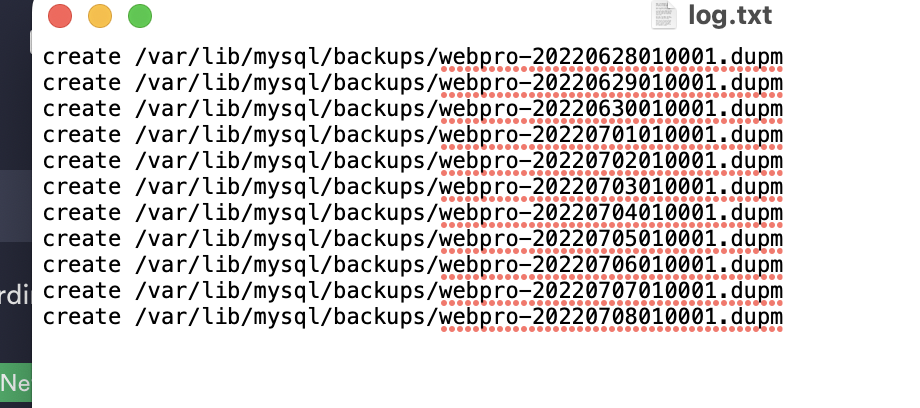 log.txt
create /var/lib/mysql/backups/webpro-20220628010001.dupm
create /var/lib/mysql/backups/webpro-20220629010001.dupm
create /var/lib/mysql/backups/webpro-20220630010001.dupm
create /var/lib/mysql/backups/webpro-20220701010001.dupm
create /var/lib/mysql/backups/webpro-20220702010001.dupm
create /var/lib/mysql/backups/webpro-20220703010001.dupm
create /var/lib/mysql/backups/webpro-20220704010001.dupm
create /var/lib/mysql/backups/webpro-20220705010001.dupm
create /var/lib/mysql/backups/webpro-20220706010001.dupm
create /var/lib/mysql/backups/webpro-20220707010001.dupm
create /var/lib/mysql/backups/webpro-20220708010001.dupm
rdi
Ne